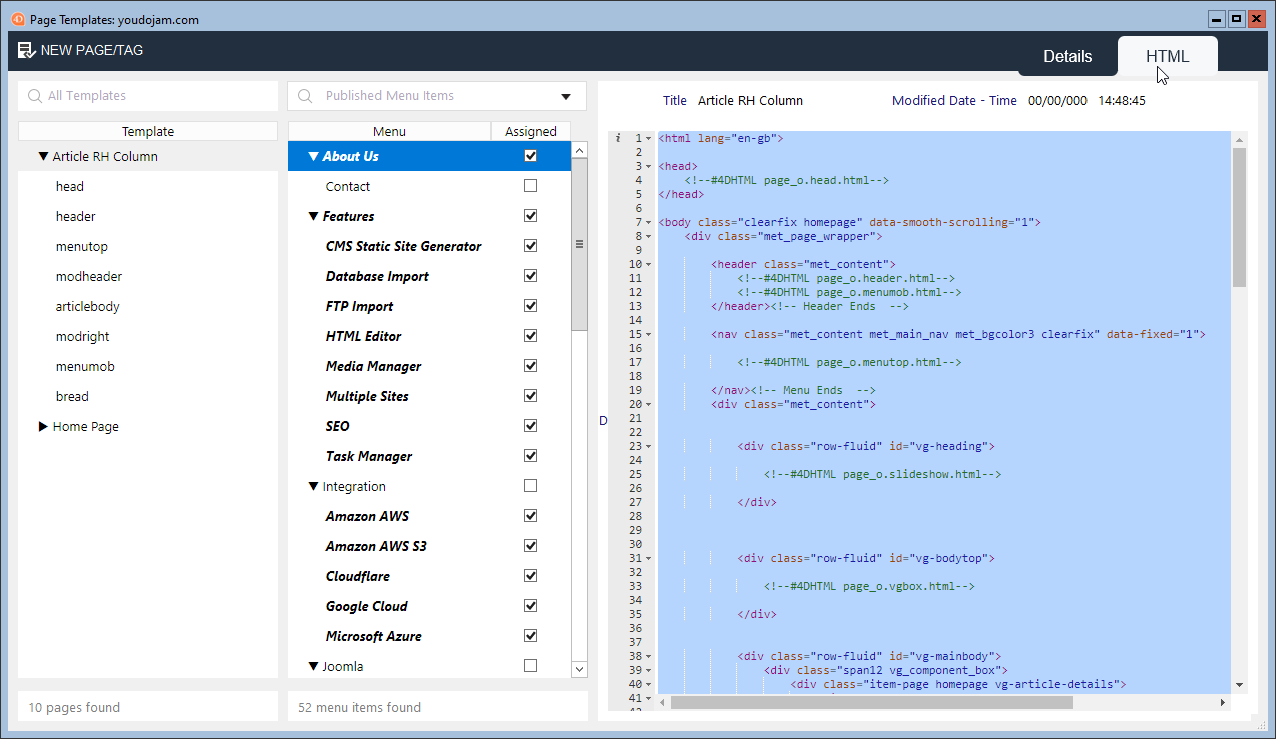 Page Templates: youdojam.com
NEW PAGE/TAG
Details
HTML
All Templates
Template
Article RH Column
head
header
menutop
modheader
articlebody
modright
menumob
bread
Home Page
10 pages found
Published Menu Items
Menu Assigned
About Us
Contact
Features
CMS Static Site Generator
Database Import
FTP Import
HTML Editor
Media Manager
Multiple Sites
SEO
Task Manager
Integration
Amazon AWS
Amazon AWS S3
Cloudflare
Google Cloud
Microsoft Azure
Joomla
52 menu items found
Title Article RH Column Modified Date - Time 00/00/000 14:48:45
D
i 1 <html lang="en-gb">
2
3 <head>
4 <!--#4DHTML page_o.head.html-->
5 </head>
6
7 <body class="clearfix homepage" data-smooth-scrolling="1">
8 <div class="met_page_wrapper">
9
10 <header class="met_content">
11 <!--#4DHTML page_o.header.html-->
12 <!--#4DHTML page_o.menumob.html-->
13 </header><!-- Header Ends -->
14
15 <nav class="met_content met_main_nav met_bgcolor3 clearfix" data-fixed="1">
16
17 <!--#4DHTML page_o.menutop.html-->
18
19 </nav><!-- Menu Ends -->
20 <div class="met_content">
21
22
23 <div class="row-fluid" id="vg-heading">
24
25 <!--#4DHTML page_o.slideshow.html-->
26
27 </div>
28
29
30
31 <div class="row-fluid" id="vg-bodytop">
32
33 <!--#4DHTML page_o.vgbox.html-->
34
35 </div>
36
37
38 <div class="row-fluid" id="vg-mainbody">
39 <div class="span12 vg_component_box">
40 <div class="item-page homepage vg-article-details">
41